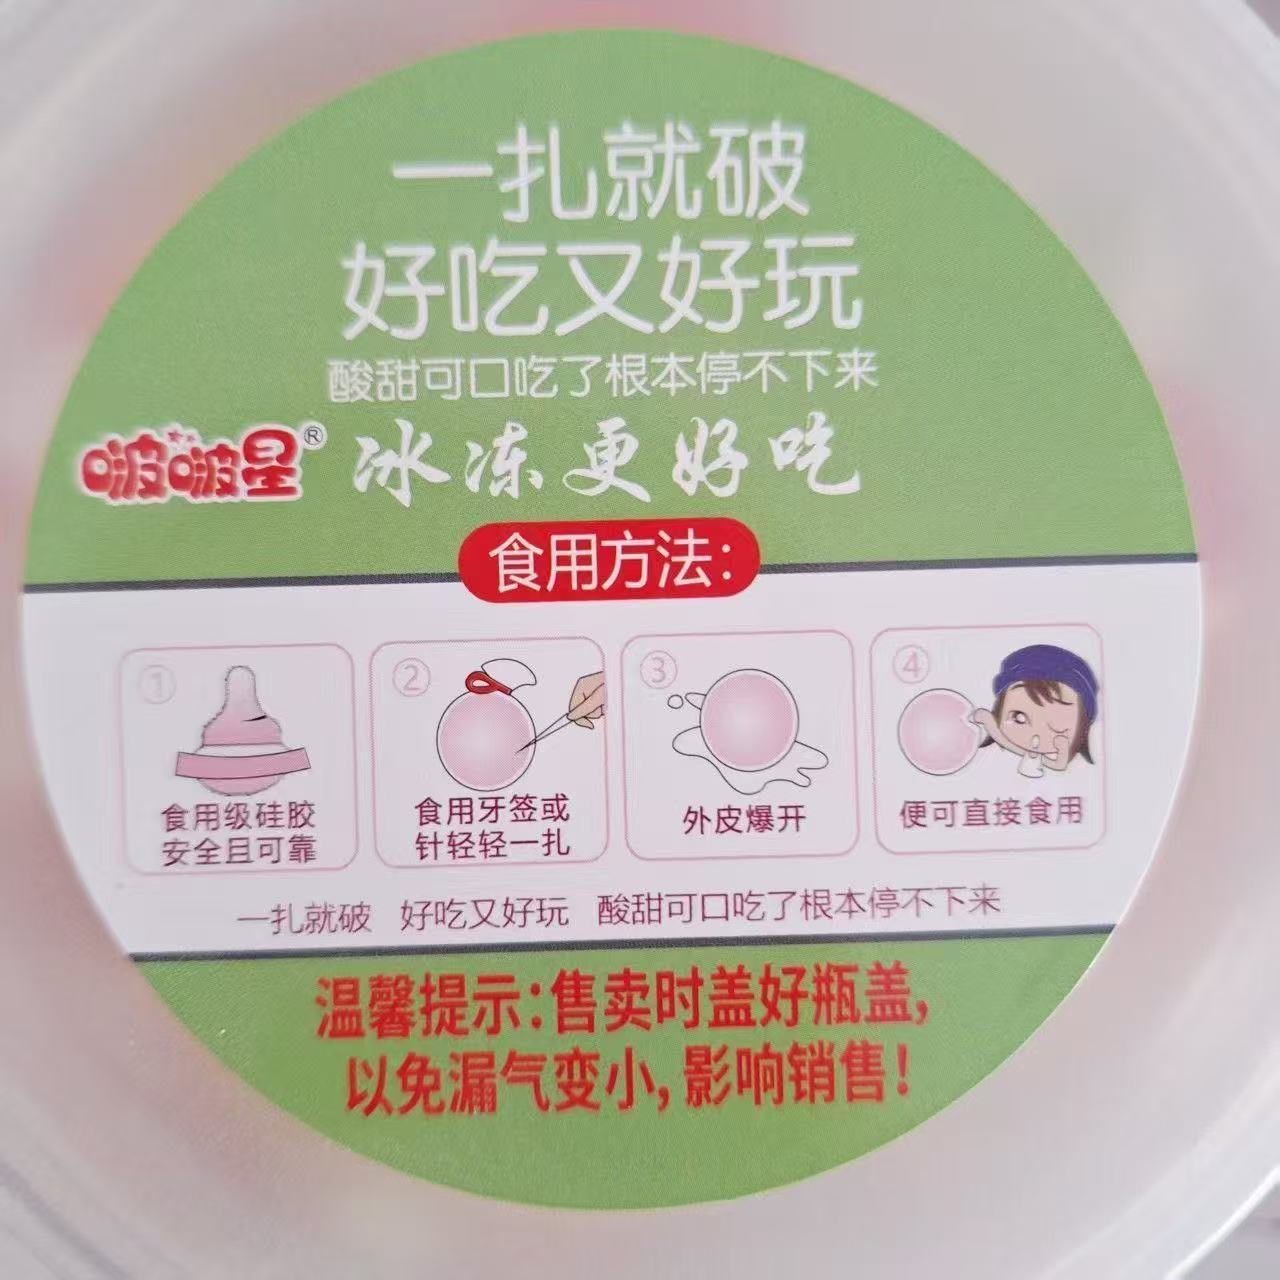 一扎就破
好吃又好玩
酸甜可口吃了根本停不下来
啵啵星®
冰冻更好吃
食用方法：
①
食用级硅胶
安全且可靠
②
食用牙签或
针轻轻一扎
③
外皮爆开
④
便可直接食用
一扎就破 好吃又好玩 酸甜可口吃了根本停不下来
温馨提示：售卖时盖好瓶盖，
以免漏气变小，影响销售！